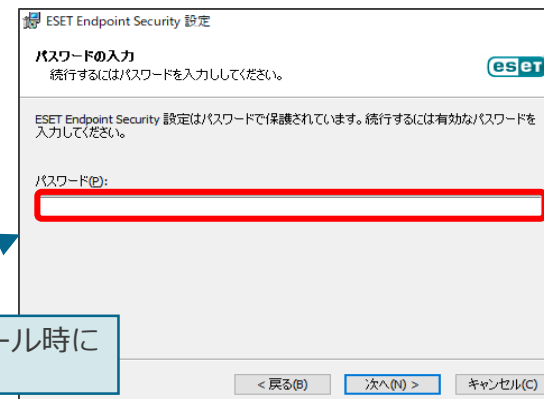 ESET Endpoint Security 設定
パスワードの入力
続行するにはパスワードを入力ししてください。
eset
ESET Endpoint Security 設定はパスワードで保護されています。続行するには有効なパスワードを
入力してください。
パスワード(P):
ール時に
< 戻る(B) 次へ(N) > キャンセル(C)